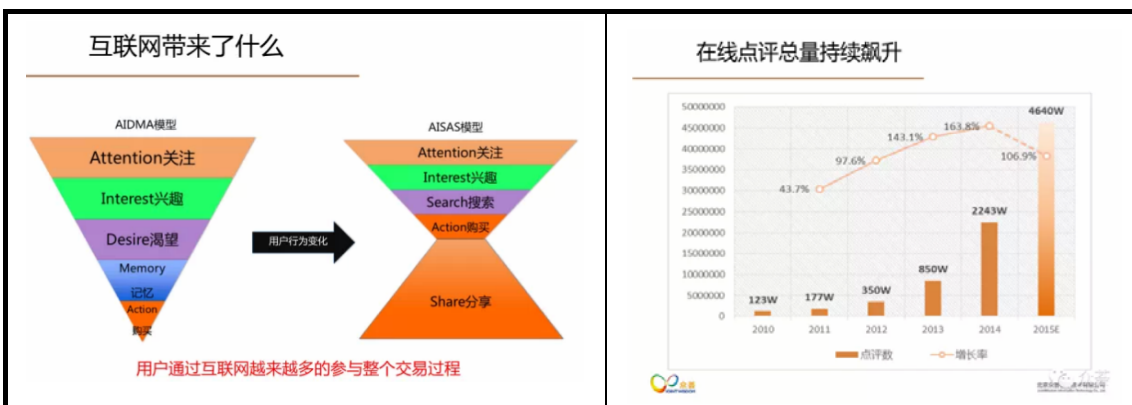 互联网带来了什么
AIDMA模型
Attention关注
Interest兴趣
Desire渴望
Memory
记忆
Action
购买
用户行为变化
AISAS模型
Attention关注
Interest兴趣
Search搜索
Action购买
Share分享
用户通过互联网越来越多的参与整个交易过程
在线点评总量持续飙升
50000000
45000000
40000000
35000000
30000000
25000000
20000000
15000000
10000000
5000000
0
43.7%
97.6%
143.1%
163.8%
106.9%
123W
177W
350W
850W
2243W
4640W
2010
2011
2012
2013
2014
2015E
点评数
增长率
众荟